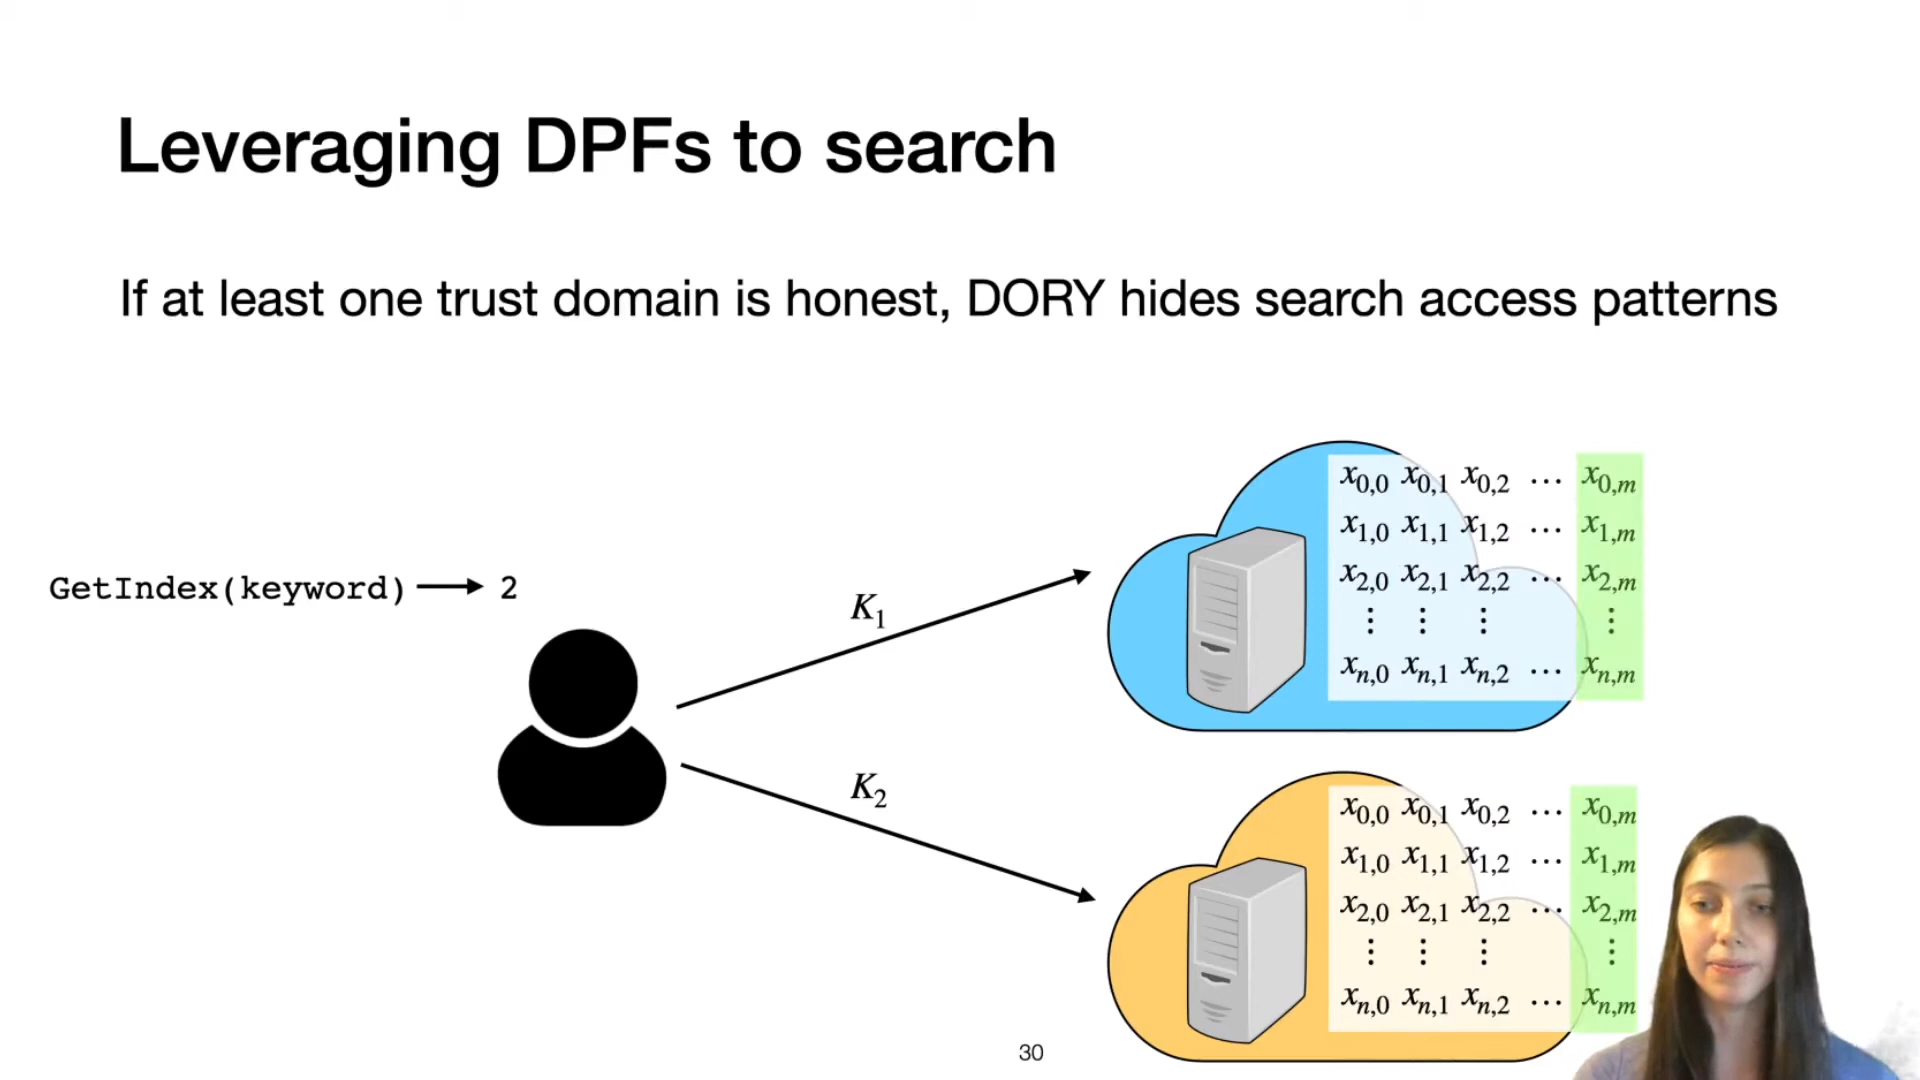 Leveraging DPFs to search
If at least one trust domain is honest, DORY hides search access patterns
GetIndex(keyword) ⟶ 2
K₁
K₂
x₀,₀ x₀,₁ x₀,₂ … x₀,ₘ
x₁,₀ x₁,₁ x₁,₂ … x₁,ₘ
x₂,₀ x₂,₁ x₂,₂ … x₂,ₘ
⋮ ⋮ ⋮ ⋮
xₙ,₀ xₙ,₁ xₙ,₂ … xₙ,ₘ
x₀,₀ x₀,₁ x₀,₂ … x₀,ₘ
x₁,₀ x₁,₁ x₁,₂ … x₁,ₘ
x₂,₀ x₂,₁ x₂,₂ … x₂,ₘ
⋮ ⋮ ⋮ ⋮
xₙ,₀ xₙ,₁ xₙ,₂ … xₙ,ₘ
30